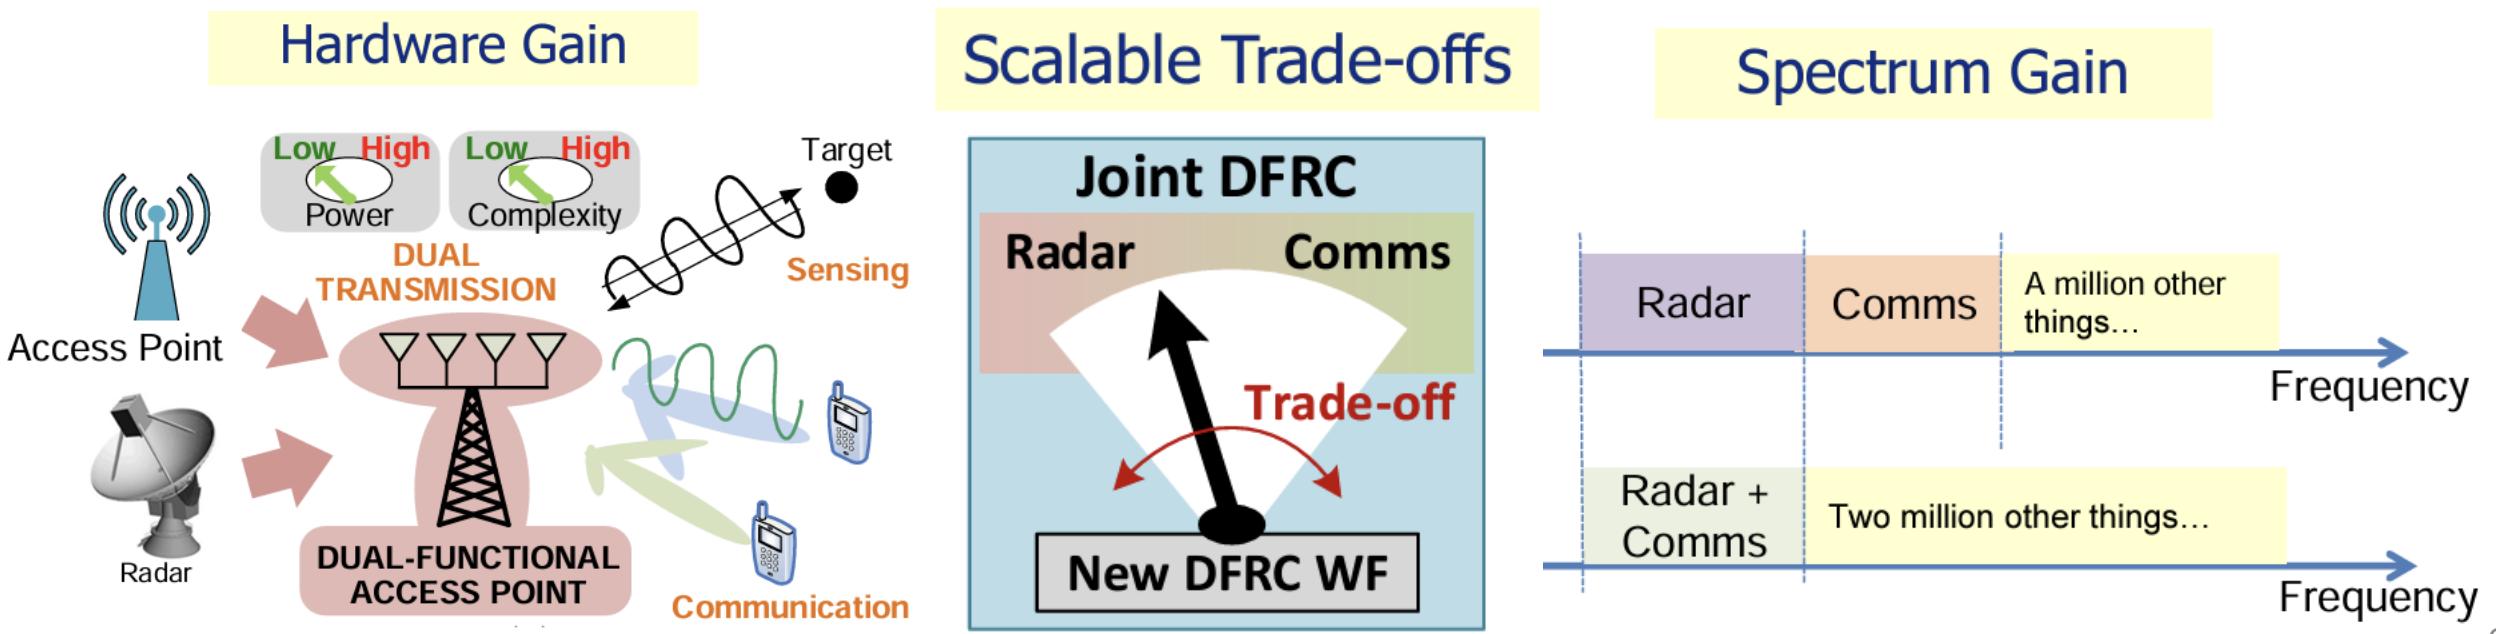 Hardware Gain
Low High
Power
Low High
Complexity
Target
Sensing
DUAL
TRANSMISSION
Access Point
Radar
DUAL-FUNCTIONAL
ACCESS POINT
Communication
Scalable Trade-offs
Joint DFRC
Radar
Comms
Trade-off
New DFRC WF
Spectrum Gain
Radar
Comms
A million other
things...
Frequency
Radar +
Comms
Two million other things...
Frequency